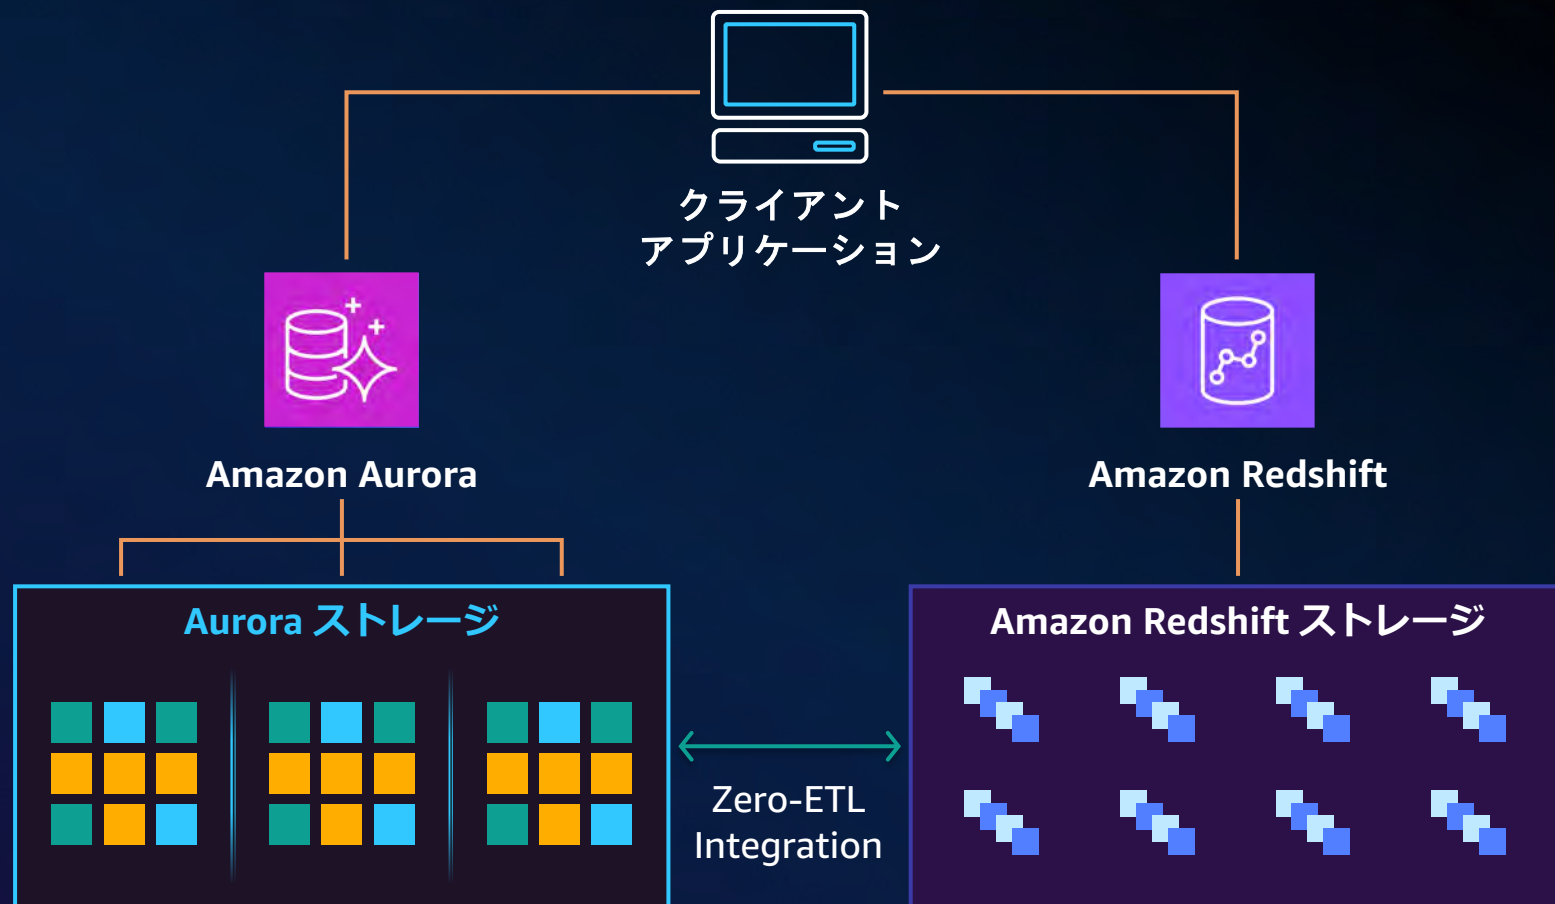 クライアント
アプリケーション
Amazon Aurora
Amazon Redshift
Aurora ストレージ
Amazon Redshift ストレージ
Zero-ETL
Integration